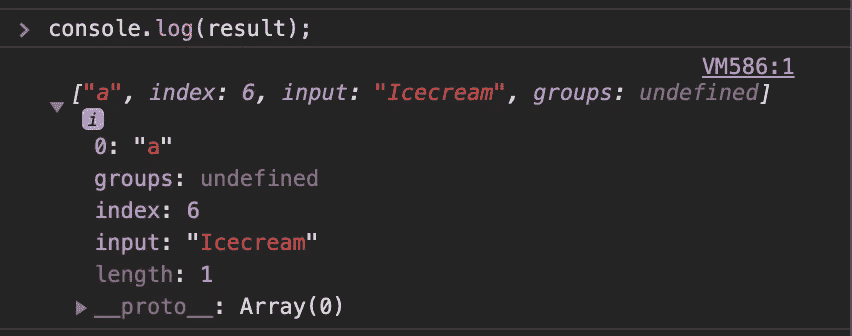 > console.log(result);
VM586:1
▼ ["a", index: 6, input: "Icecream", groups: undefined]
i
0: "a"
groups: undefined
index: 6
input: "Icecream"
length: 1
▶ __proto__: Array(0)